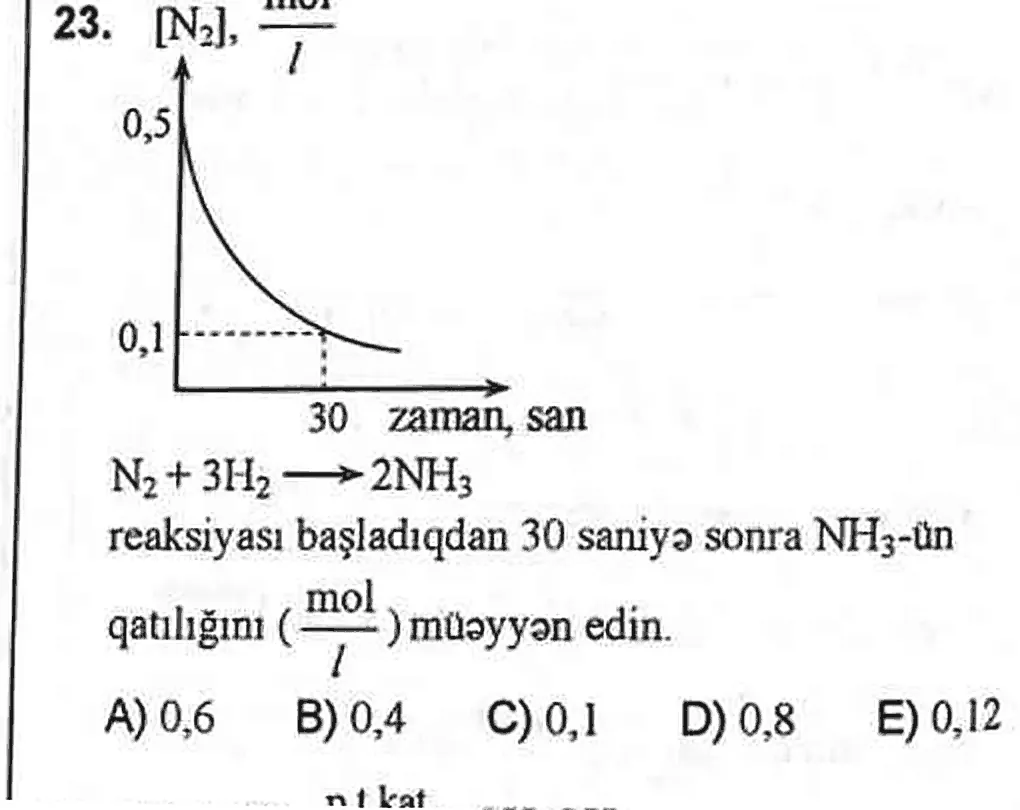 23. [N₂], mol/l
0,5
0,1
30 zaman, san
N₂ + 3H₂ ⟶ 2NH₃
reaksiyası başladıqdan 30 saniyə sonra NH₃-ün
qatılığını (mol/l) müəyyən edin.
A) 0,6 B) 0,4 C) 0,1 D) 0,8 E) 0,12